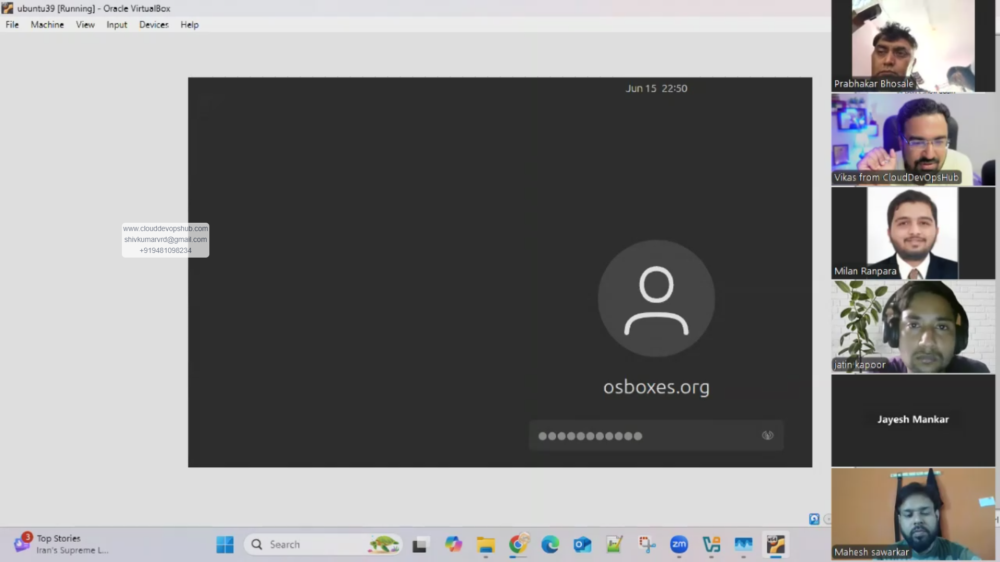 ubuntu39 [Running] - Oracle VirtualBox
File Machine View Input Devices Help
Jun 15 22:50
www.clouddevopshub.com
shivkumarvrd@gmail.com
+919481098234
osboxes.org
Prabhakar Bhosale
Vikas from CloudDevOpsHub
Milan Ranpara
jatin kapoor
Jayesh Mankar
Mahesh sawarkar
3
Top Stories
Iran's Supreme L...
Search
zm